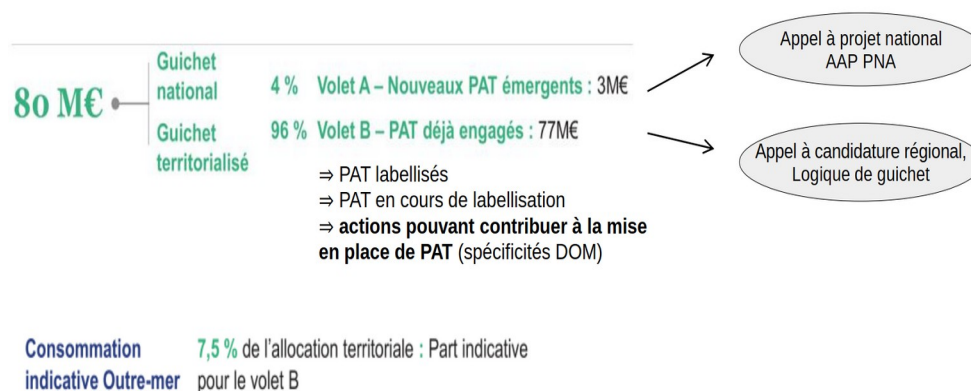 80 M€
Guichet
national
4 % Volet A – Nouveaux PAT émergents : 3M€
Guichet
territorialisé
96 % Volet B – PAT déjà engagés : 77M€
⇒ PAT labellisés
⇒ PAT en cours de labellisation
⇒ actions pouvant contribuer à la mise
en place de PAT (spécificités DOM)
Appel à projet national
AAP PNA
Appel à candidature régional,
Logique de guichet
Consommation
indicative Outre-mer
7,5 % de l’allocation territoriale : Part indicative
pour le volet B